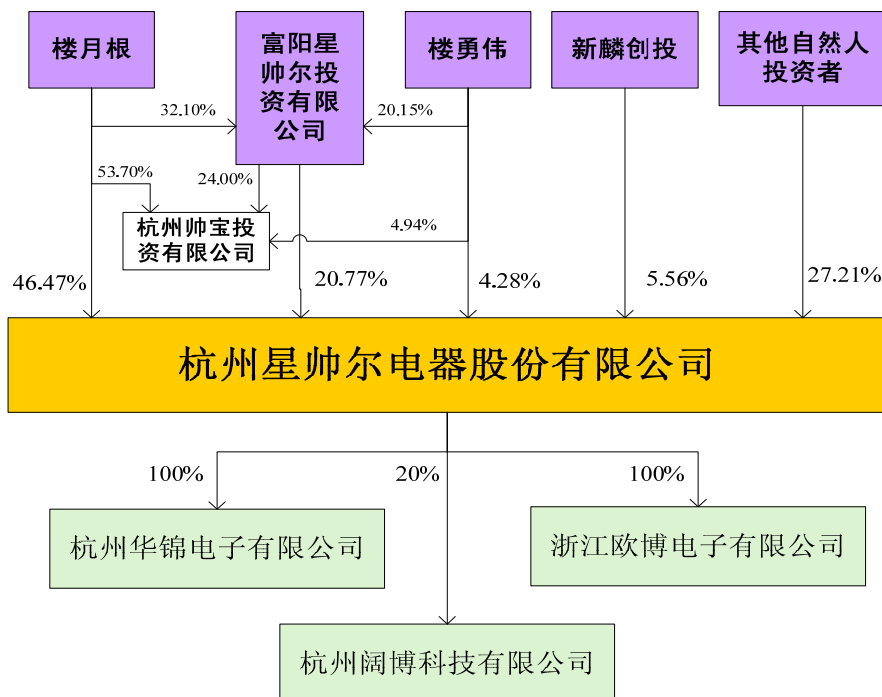 楼月根
富阳星
帅尔投
资有限
公司
楼勇伟
新麟创投
其他自然人
投资者
32.10%
20.15%
53.70%
24.00%
杭州帅宝投
资有限公司
4.94%
46.47%
20.77%
4.28%
5.56%
27.21%
杭州星帅尔电器股份有限公司
100%
20%
100%
杭州华锦电子有限公司
浙江欧博电子有限公司
杭州阔博科技有限公司